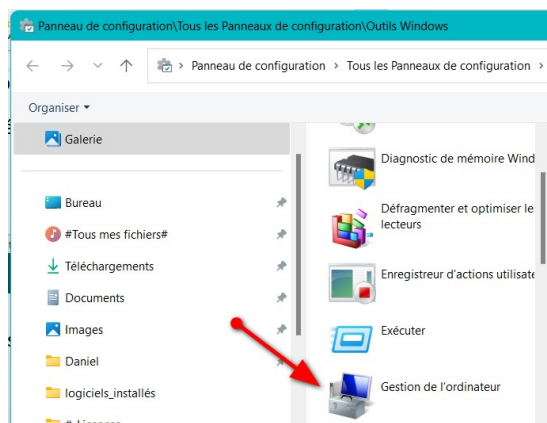 Panneau de configuration\Tous les Panneaux de configuration\Outils Windows
Panneau de configuration > Tous les Panneaux de configuration >
Organiser
Galerie
Bureau
#Tous mes fichiers#
Téléchargements
Documents
Images
Daniel
logiciels_installés
Diagnostic de mémoire Wind
Défragmenter et optimiser le
lecteurs
Enregistreur d'actions utilisate
Exécuter
Gestion de l'ordinateur